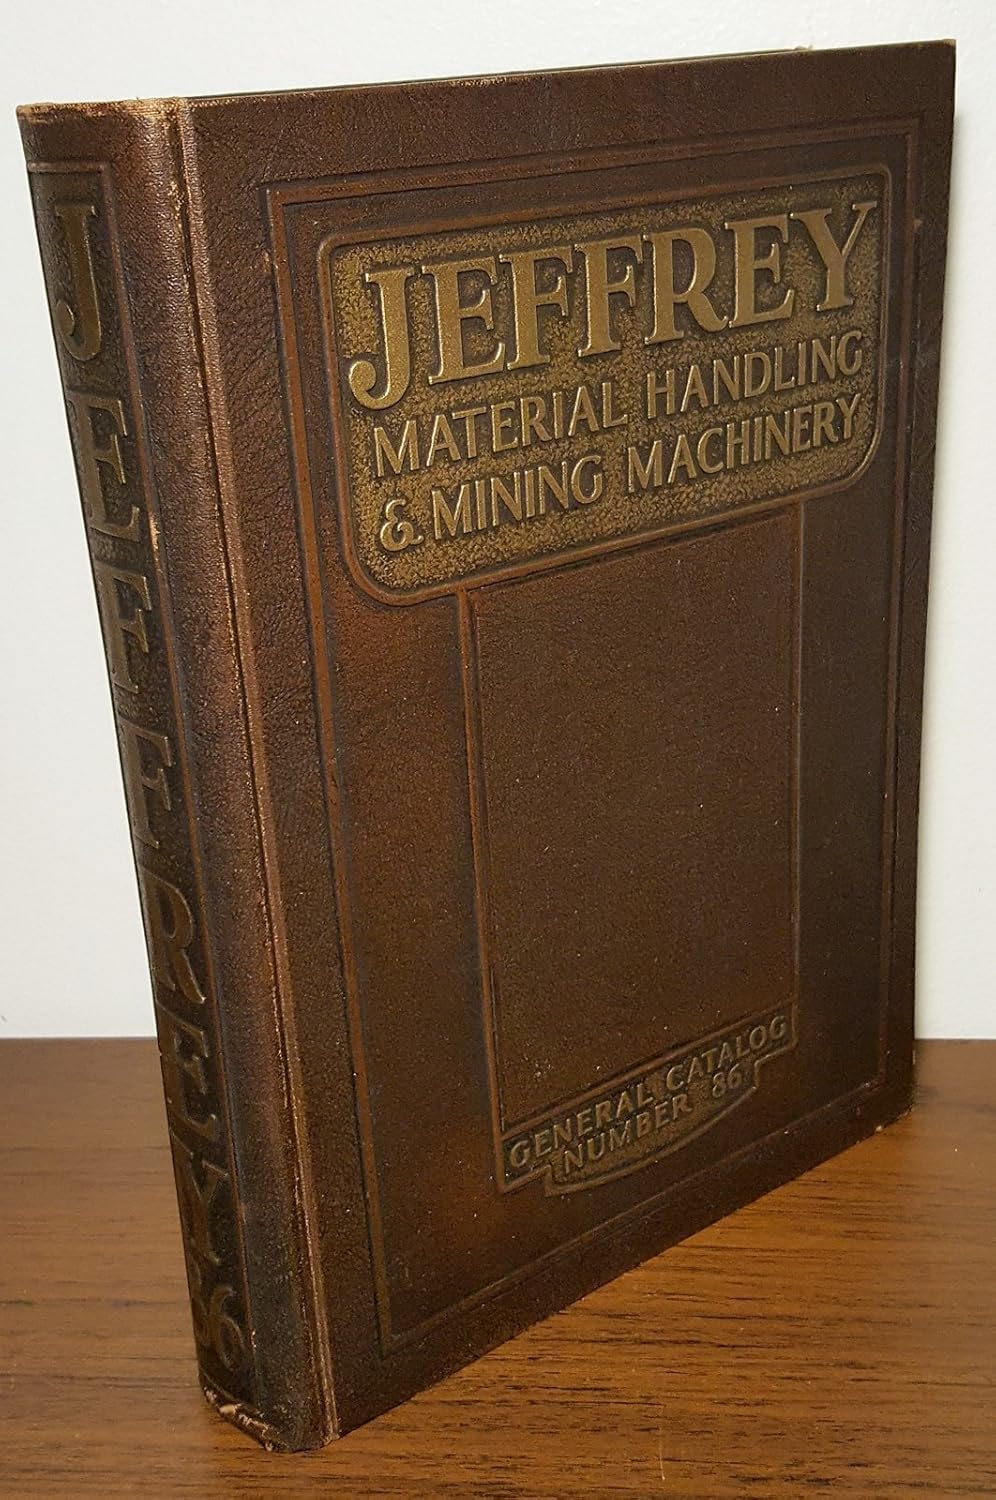 JEFFREY
MATERIAL HANDLING
& MINING MACHINERY
GENERAL CATALOG
NUMBER 86
JEFFREY
86